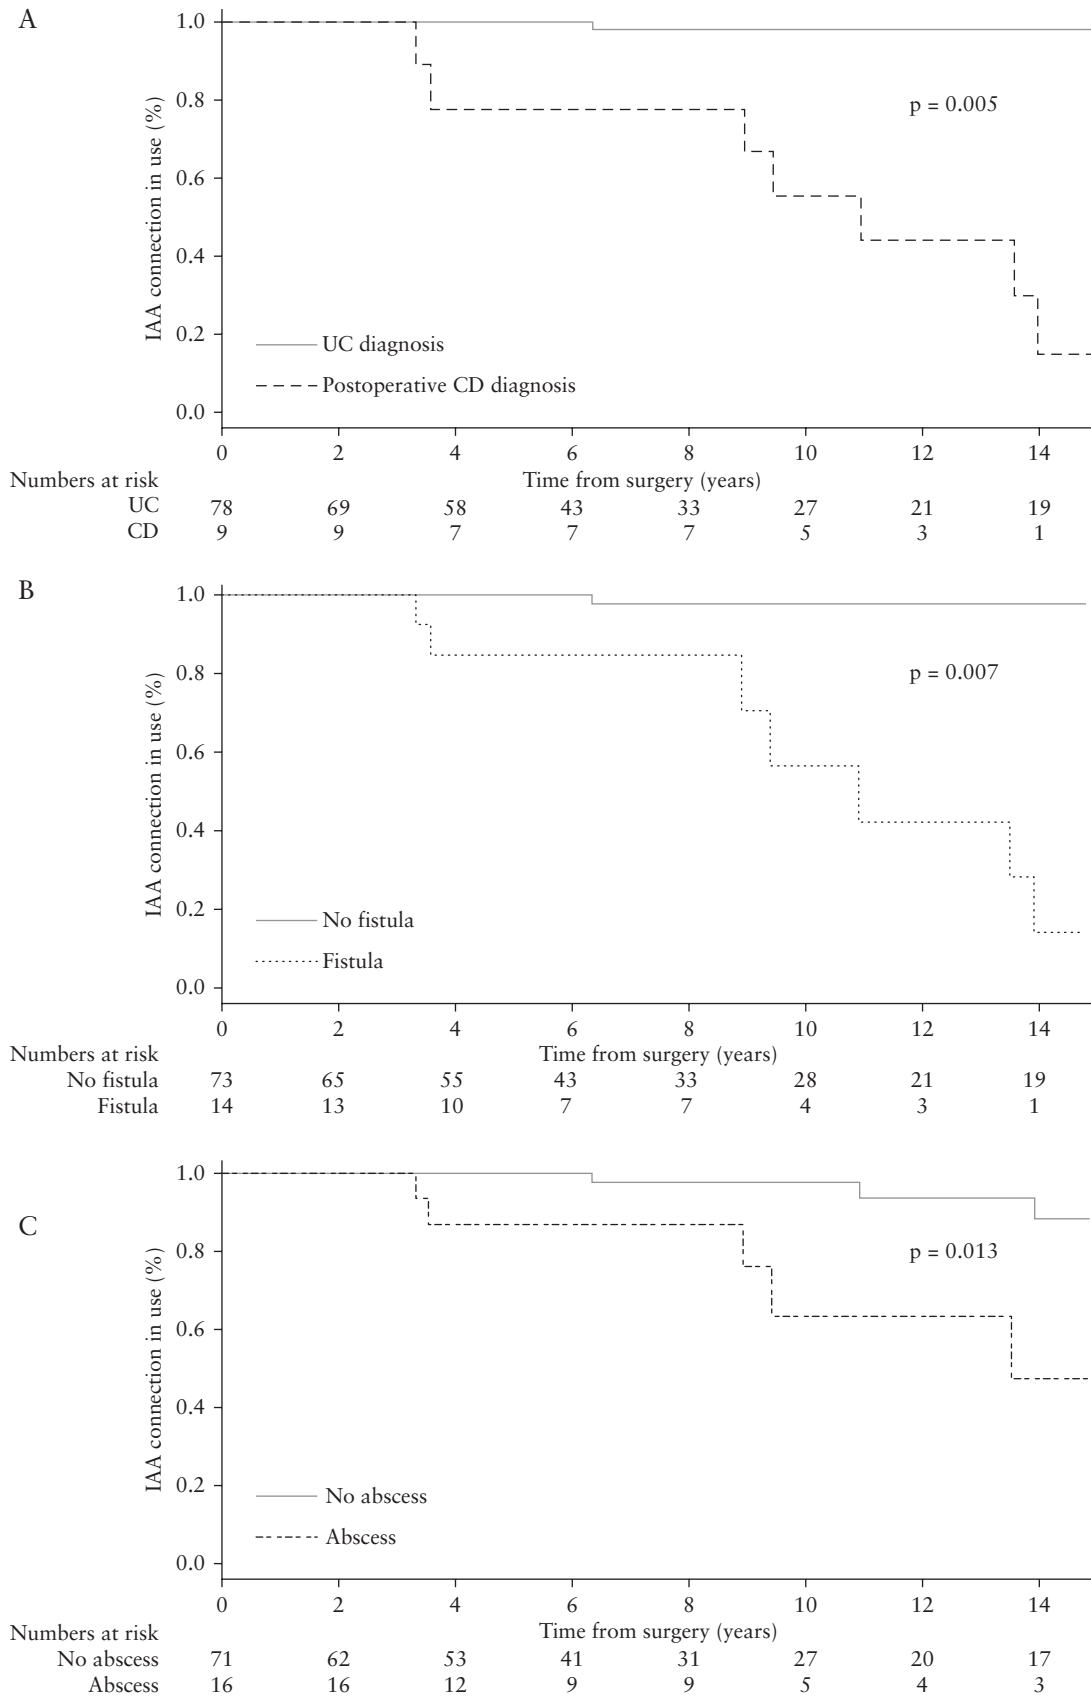 A
IAA connection in use (%)
1.0
0.8
0.6
0.4
0.2
0.0
p = 0.005
UC diagnosis
Postoperative CD diagnosis
0 2 4 6 8 10 12 14
Numbers at risk Time from surgery (years)
UC 78 69 58 43 33 27 21 19
CD 9 9 7 7 7 5 3 1
B
IAA connection in use (%)
1.0
0.8
0.6
0.4
0.2
0.0
p = 0.007
No fistula
Fistula
0 2 4 6 8 10 12 14
Numbers at risk Time from surgery (years)
No fistula 73 65 55 43 33 28 21 19
Fistula 14 13 10 7 7 4 3 1
C
IAA connection in use (%)
1.0
0.8
0.6
0.4
0.2
0.0
p = 0.013
No abscess
Abscess
0 2 4 6 8 10 12 14
Numbers at risk Time from surgery (years)
No abscess 71 62 53 41 31 27 20 17
Abscess 16 16 12 9 9 5 4 3